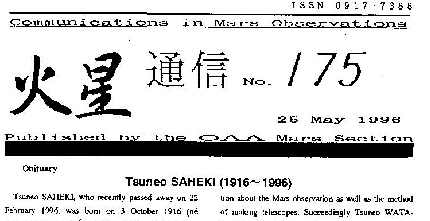 ISSN 0917-7388
Communications in Mars Observations
火星 通信 No. 175
25 May 1996
Published by the OAA Mars Section
Obituary
Tsuneo SAHEKI (1916~1996)
Tsuneo SAHEKI, who recently passed away on 22
February 1996, was born on 3 October 1916 (né
tion about the Mars observation as well as the method
of making telescopes. Succeedingly Tsuneo WATA-